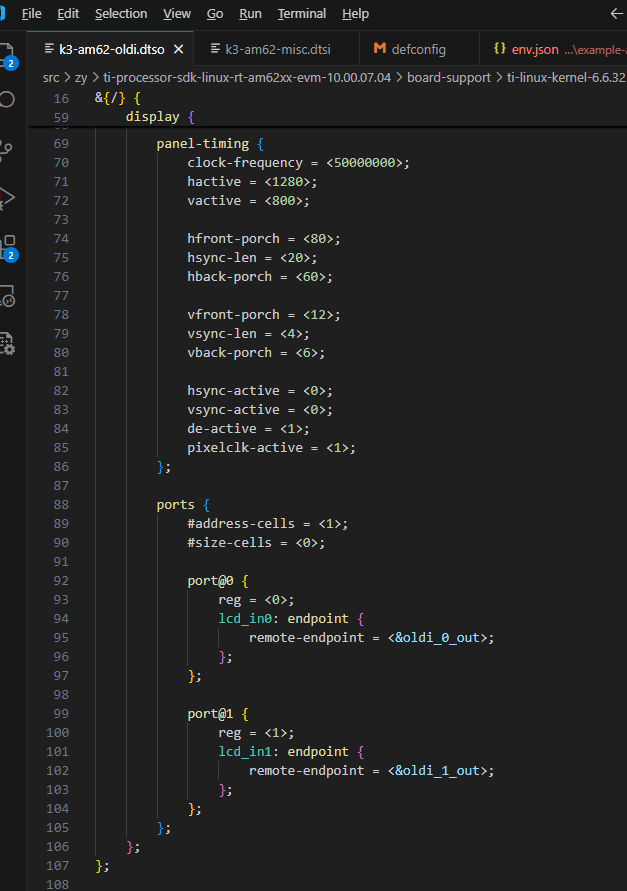 File Edit Selection View Go Run Terminal Help
k3-am62-oldi.dtso k3-am62-misc.dtsi M defconfig {} env.json ...\example-
src > zy > ti-processor-sdk-linux-rt-am62xx-evm-10.00.07.04 > board-support > ti-linux-kernel-6.6.32
16 &{/} {
59 display {
69 panel-timing {
70 clock-frequency = <50000000>;
71 hactive = <1280>;
72 vactive = <800>;
73
74 hfront-porch = <80>;
75 hsync-len = <20>;
76 hback-porch = <60>;
77
78 vfront-porch = <12>;
79 vsync-len = <4>;
80 vback-porch = <6>;
81
82 hsync-active = <0>;
83 vsync-active = <0>;
84 de-active = <1>;
85 pixelclk-active = <1>;
86 };
87
88 ports {
89 #address-cells = <1>;
90 #size-cells = <0>;
91
92 port@0 {
93 reg = <0>;
94 lcd_in0: endpoint {
95 remote-endpoint = <&oldi_0_out>;
96 };
97 };
98
99 port@1 {
100 reg = <1>;
101 lcd_in1: endpoint {
102 remote-endpoint = <&oldi_1_out>;
103 };
104 };
105 };
106 };
107 };
108
2
2